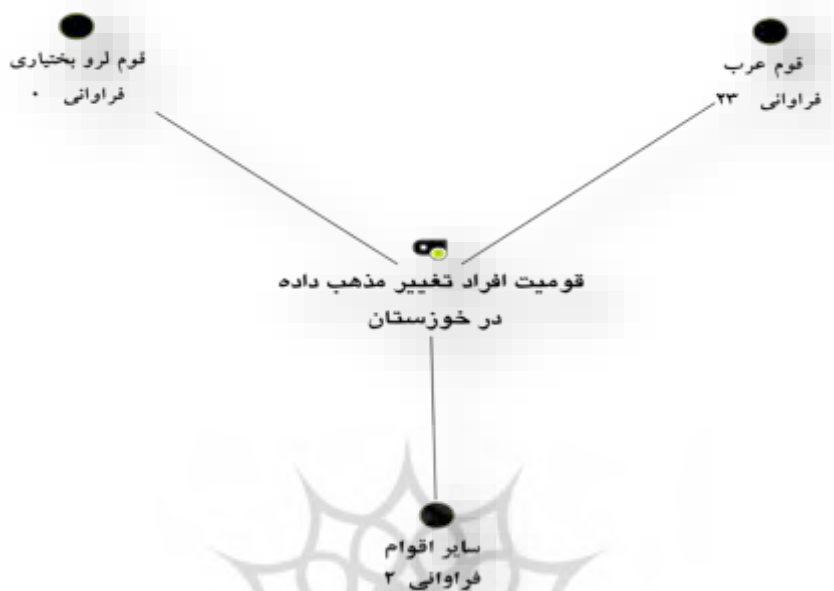 قوم عرب
فراوانی ۲۳
قوم لرو بختیاری
فراوانی ۰
قومیت افراد تغییر مذهب داده
در خوزستان
سایر اقوام
فراوانی ۲